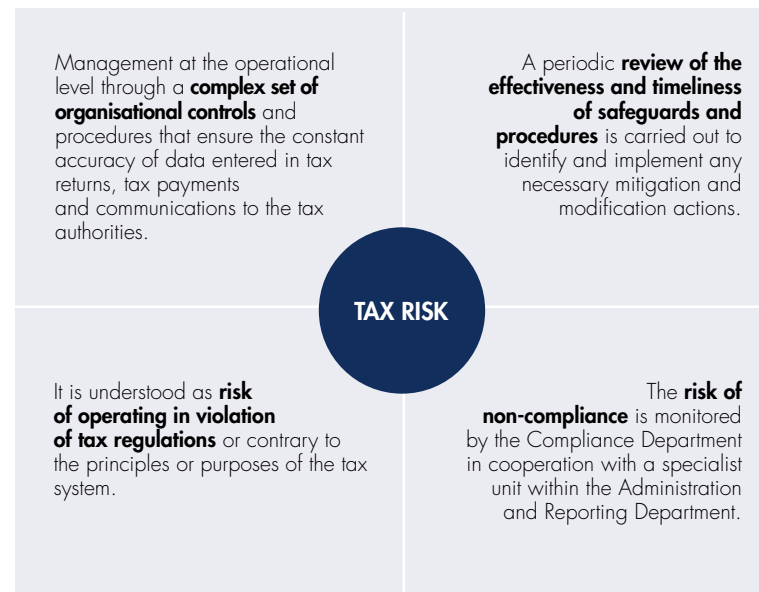 Management at the operational
level through a complex set of
organisational controls and
procedures that ensure the constant
accuracy of data entered in tax
returns, tax payments
and communications to the tax
authorities.
A periodic review of the
effectiveness and timeliness
of safeguards and
procedures is carried out to
identify and implement any
necessary mitigation and
modification actions.
TAX RISK
It is understood as risk
of operating in violation
of tax regulations or contrary to
the principles or purposes of the tax
system.
The risk of
non-compliance is monitored
by the Compliance Department
in cooperation with a specialist
unit within the Administration
and Reporting Department.